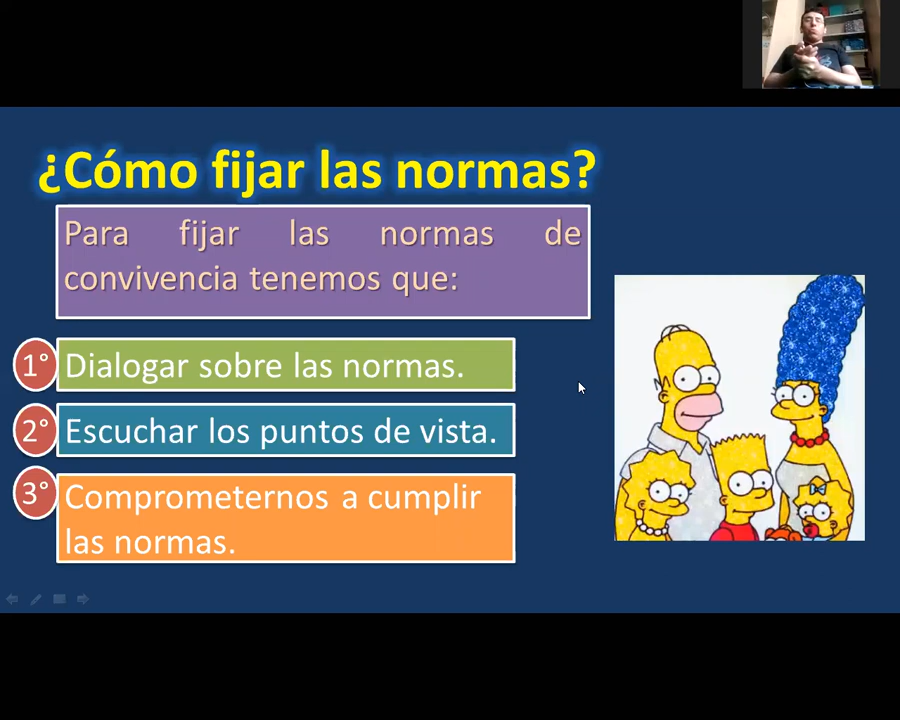 ¿Cómo fijar las normas?
Para fijar las normas de
convivencia tenemos que:
1° Dialogar sobre las normas.
2° Escuchar los puntos de vista.
3° Comprometernos a cumplir
las normas.